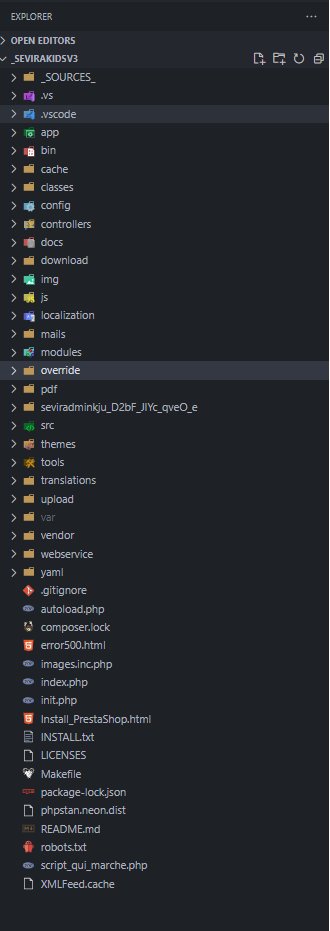 EXPLORER
OPEN EDITORS
_SEVIRAKIDSV3
_SOURCES_
.vs
.vscode
app
bin
cache
classes
config
controllers
docs
download
img
js
localization
mails
modules
override
pdf
seviradminkju_D2bF_JIYc_qveO_e
src
themes
tools
translations
upload
var
vendor
webservice
yaml
.gitignore
autoload.php
composer.lock
error500.html
images.inc.php
index.php
init.php
Install_PrestaShop.html
INSTALL.txt
LICENSES
Makefile
package-lock.json
phpstan.neon.dist
README.md
robots.txt
script_qui_marche.php
XMLFeed.cache